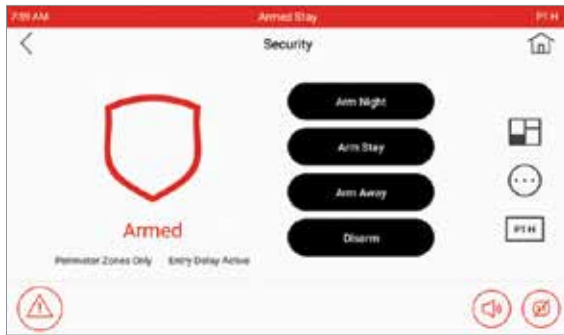 7:59 AM Armed Stay P1 H
Security
Arm Night
Arm Stay
Arm Away
Disarm
Armed
Perimeter Zones Only Entry Delay Active
P1 H